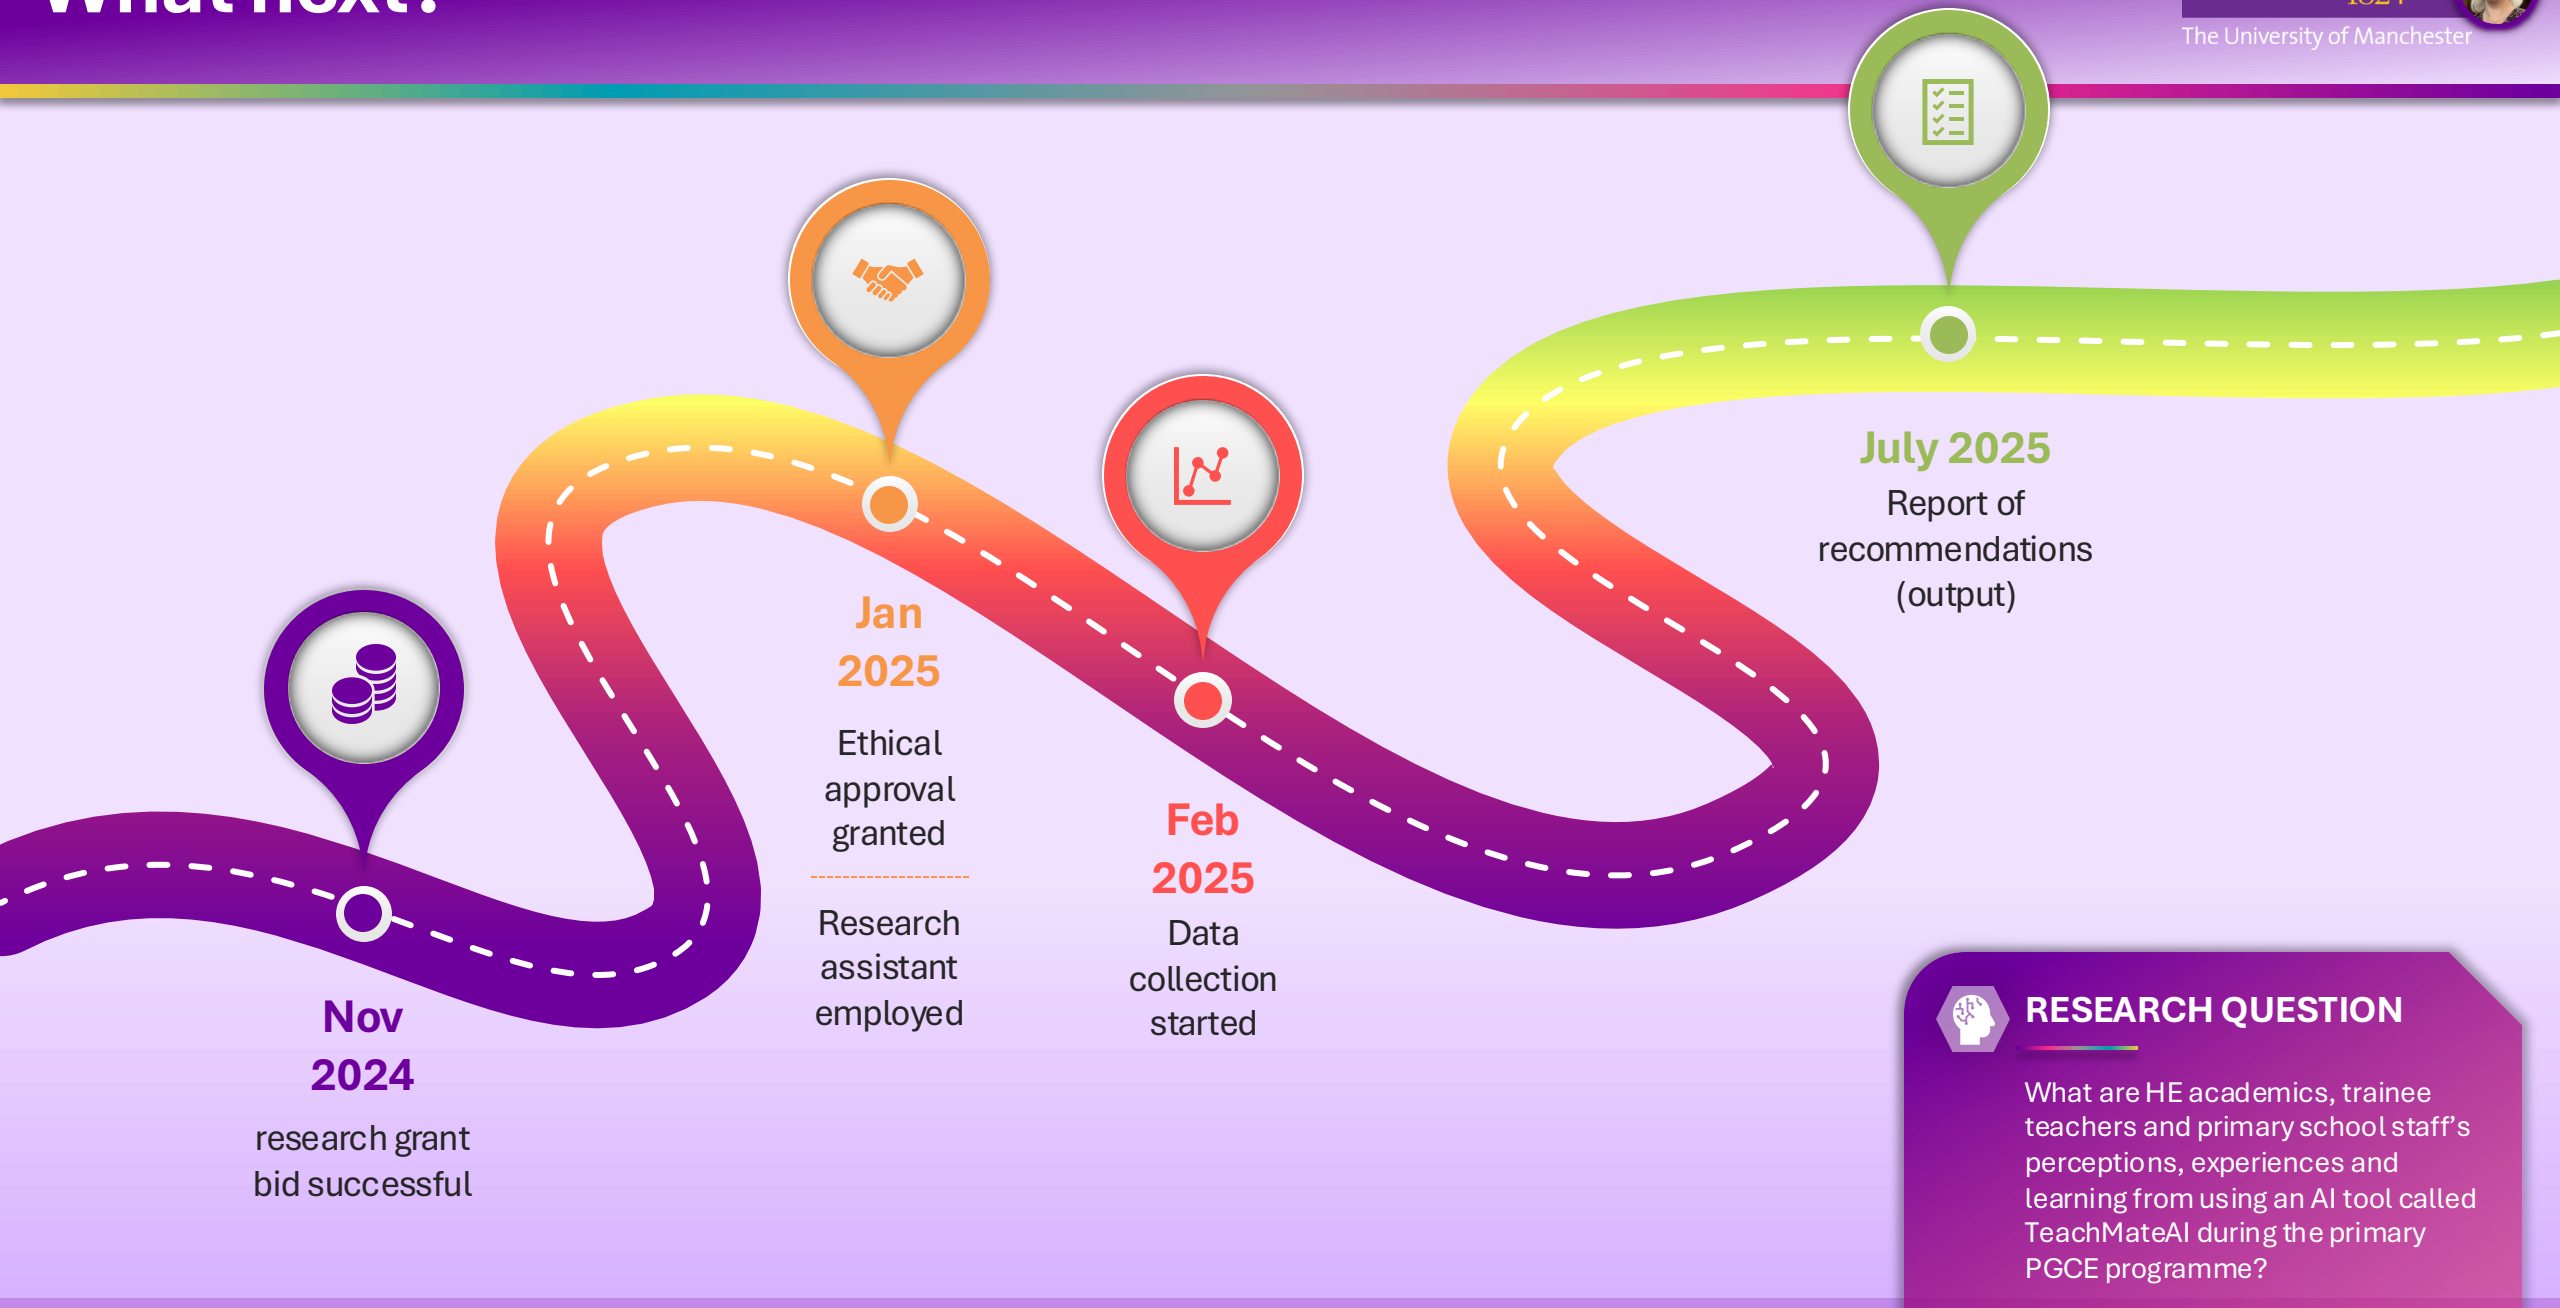 What next?
1824
The University of Manchester
July 2025
Report of
recommendations
(output)
Jan
2025
Ethical
approval
granted
Research
assistant
employed
Feb
2025
Data
collection
started
Nov
2024
research grant
bid successful
RESEARCH QUESTION
What are HE academics, trainee
teachers and primary school staff’s
perceptions, experiences and
learning from using an AI tool called
TeachMateAI during the primary
PGCE programme?